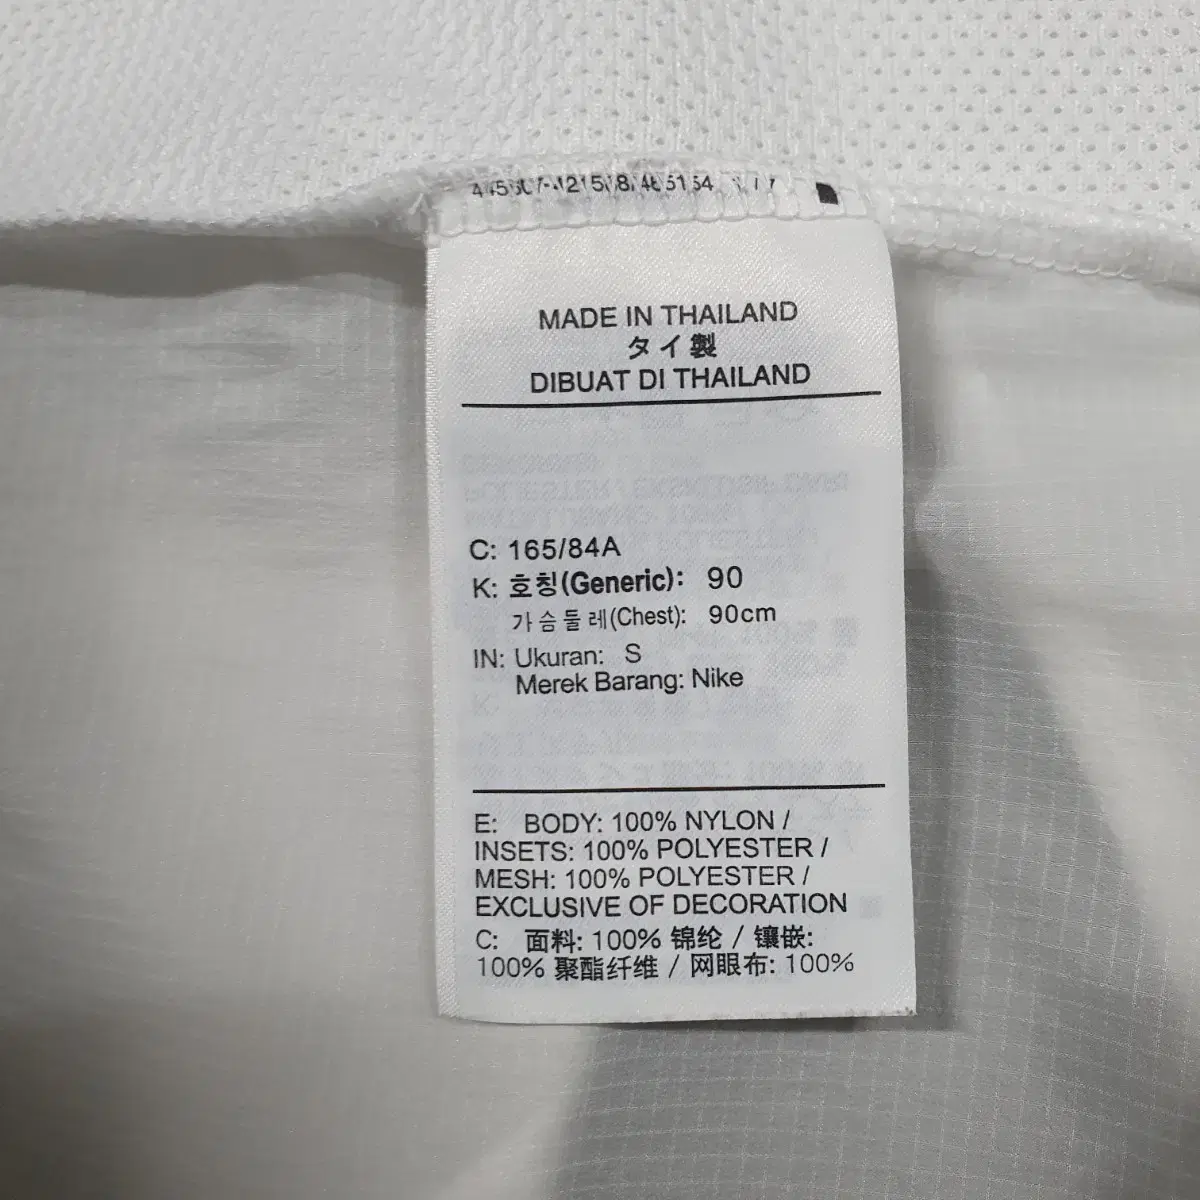 MADE IN THAILAND
タイ製
DIBUAT DI THAILAND
C: 165/84A
K: 호칭(Generic): 90
가슴둘레(Chest): 90cm
IN: Ukuran: S
Merek Barang: Nike
E: BODY: 100% NYLON /
INSETS: 100% POLYESTER /
MESH: 100% POLYESTER /
EXCLUSIVE OF DECORATION
C: 面料: 100% 锦纶 / 镶嵌:
100% 聚酯纤维 / 网眼布: 100%